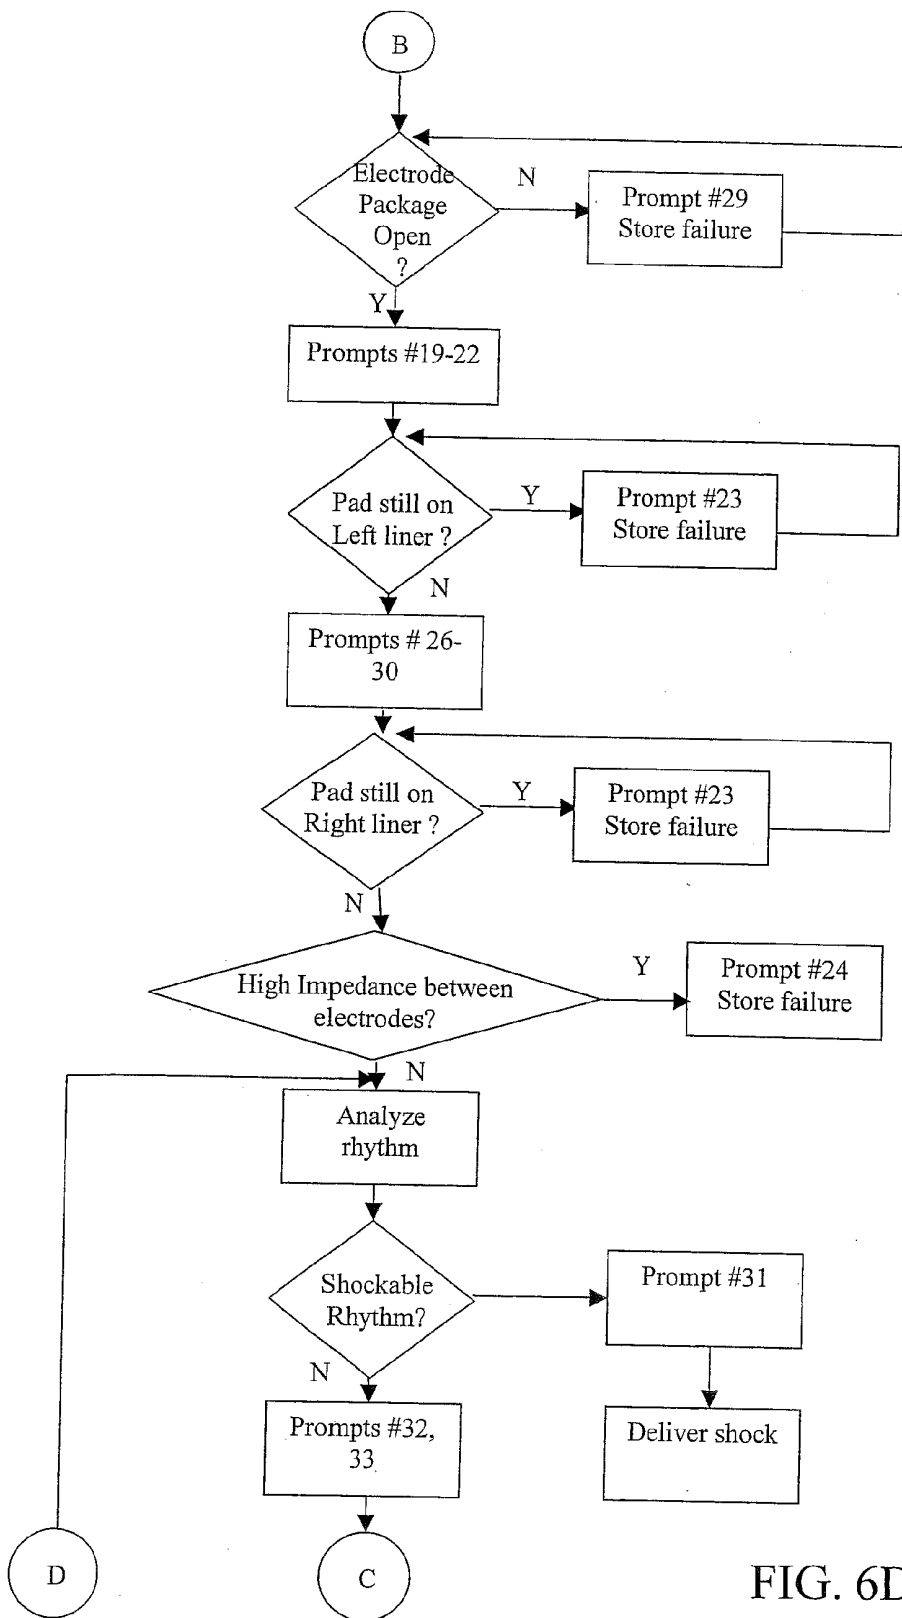 B
Electrode
Package
Open
?
N
Prompt #29
Store failure
Y
Prompts #19-22
Pad still on
Left liner ?
Y
Prompt #23
Store failure
N
Prompts # 26-
30
Pad still on
Right liner ?
Y
Prompt #23
Store failure
N
High Impedance between
electrodes?
Y
Prompt #24
Store failure
N
Analyze
rhythm
Shockable
Rhythm?
Prompt #31
N
Prompts #32,
33
Deliver shock
D
C
FIG. 6D